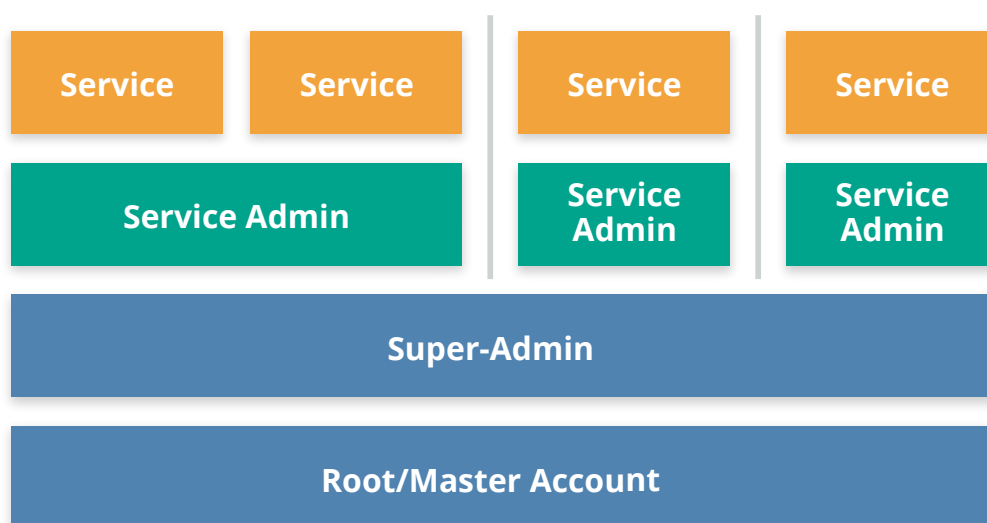 Service
Service
Service
Service
Service Admin
Service
Admin
Service
Admin
Super-Admin
Root/Master Account